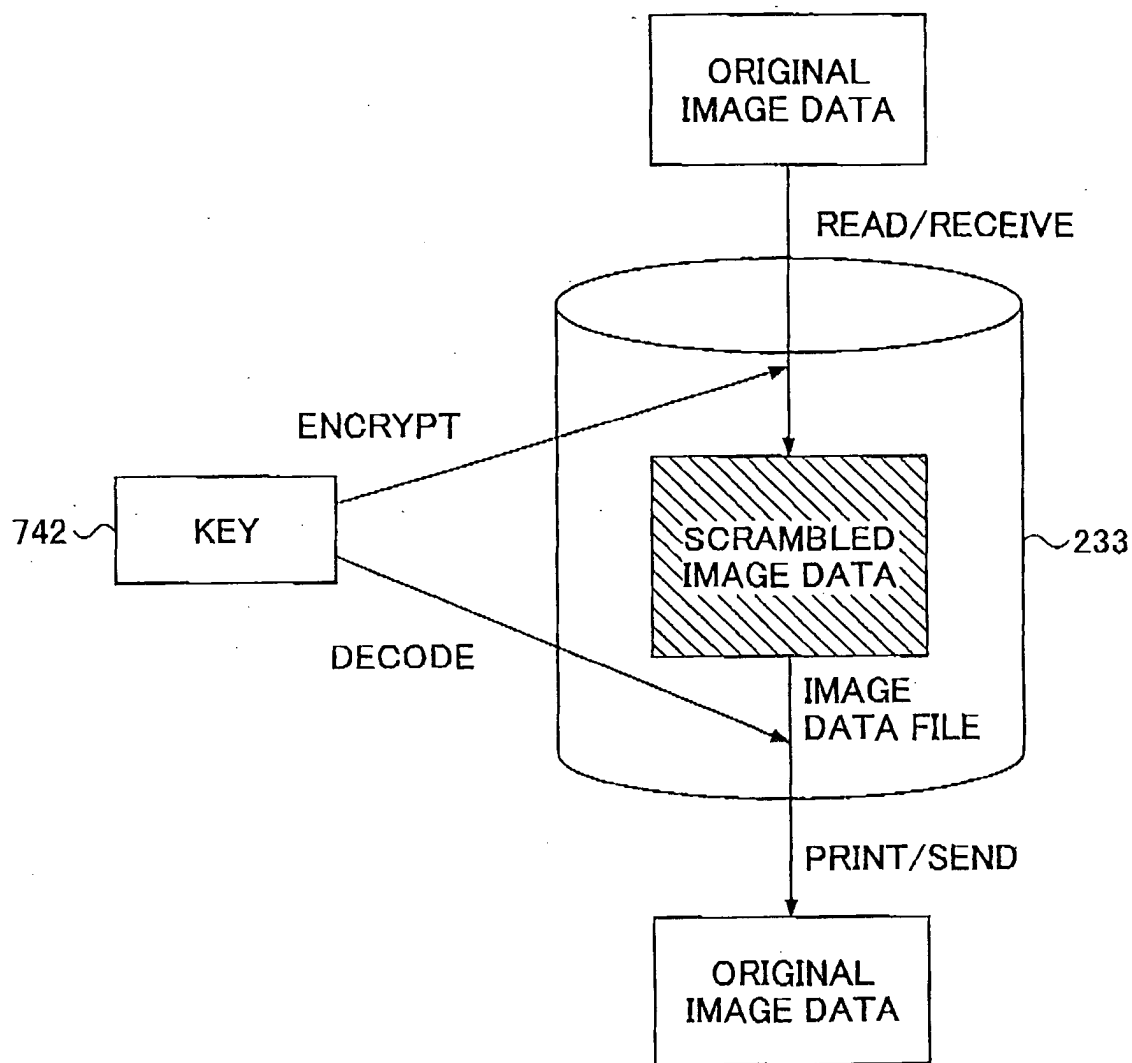 ORIGINAL
IMAGE DATA
READ/RECEIVE
ENCRYPT
742
KEY
SCRAMBLED
IMAGE DATA
233
DECODE
IMAGE
DATA FILE
PRINT/SEND
ORIGINAL
IMAGE DATA